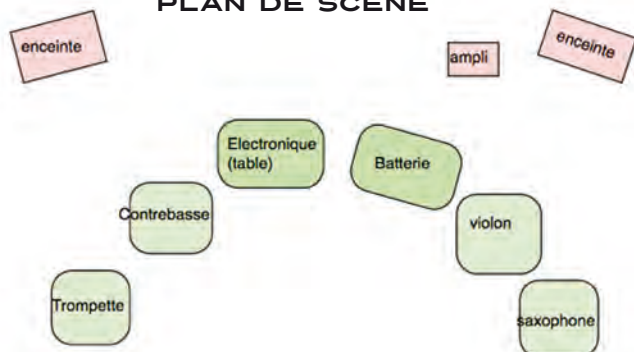 PLAN DE SCENE
enceinte
enceinte
ampli
Electronique
(table)
Batterie
Contrebasse
violon
Trompette
saxophone